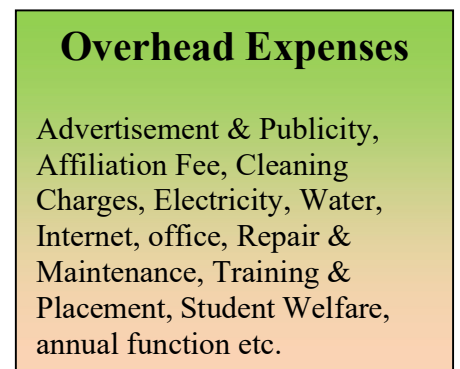 Overhead Expenses
Advertisement & Publicity,
Affiliation Fee, Cleaning
Charges, Electricity, Water,
Internet, office, Repair &
Maintenance, Training &
Placement, Student Welfare,
annual function etc.